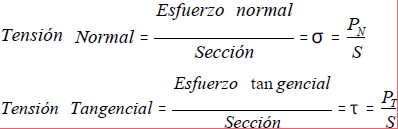 Esfuerzo normal
Tensión Normal = ——— = σ = P_N
Sección S
Esfuerzo tan gencial
Tensión Tangencial = ——— = τ = P_T
Sección S